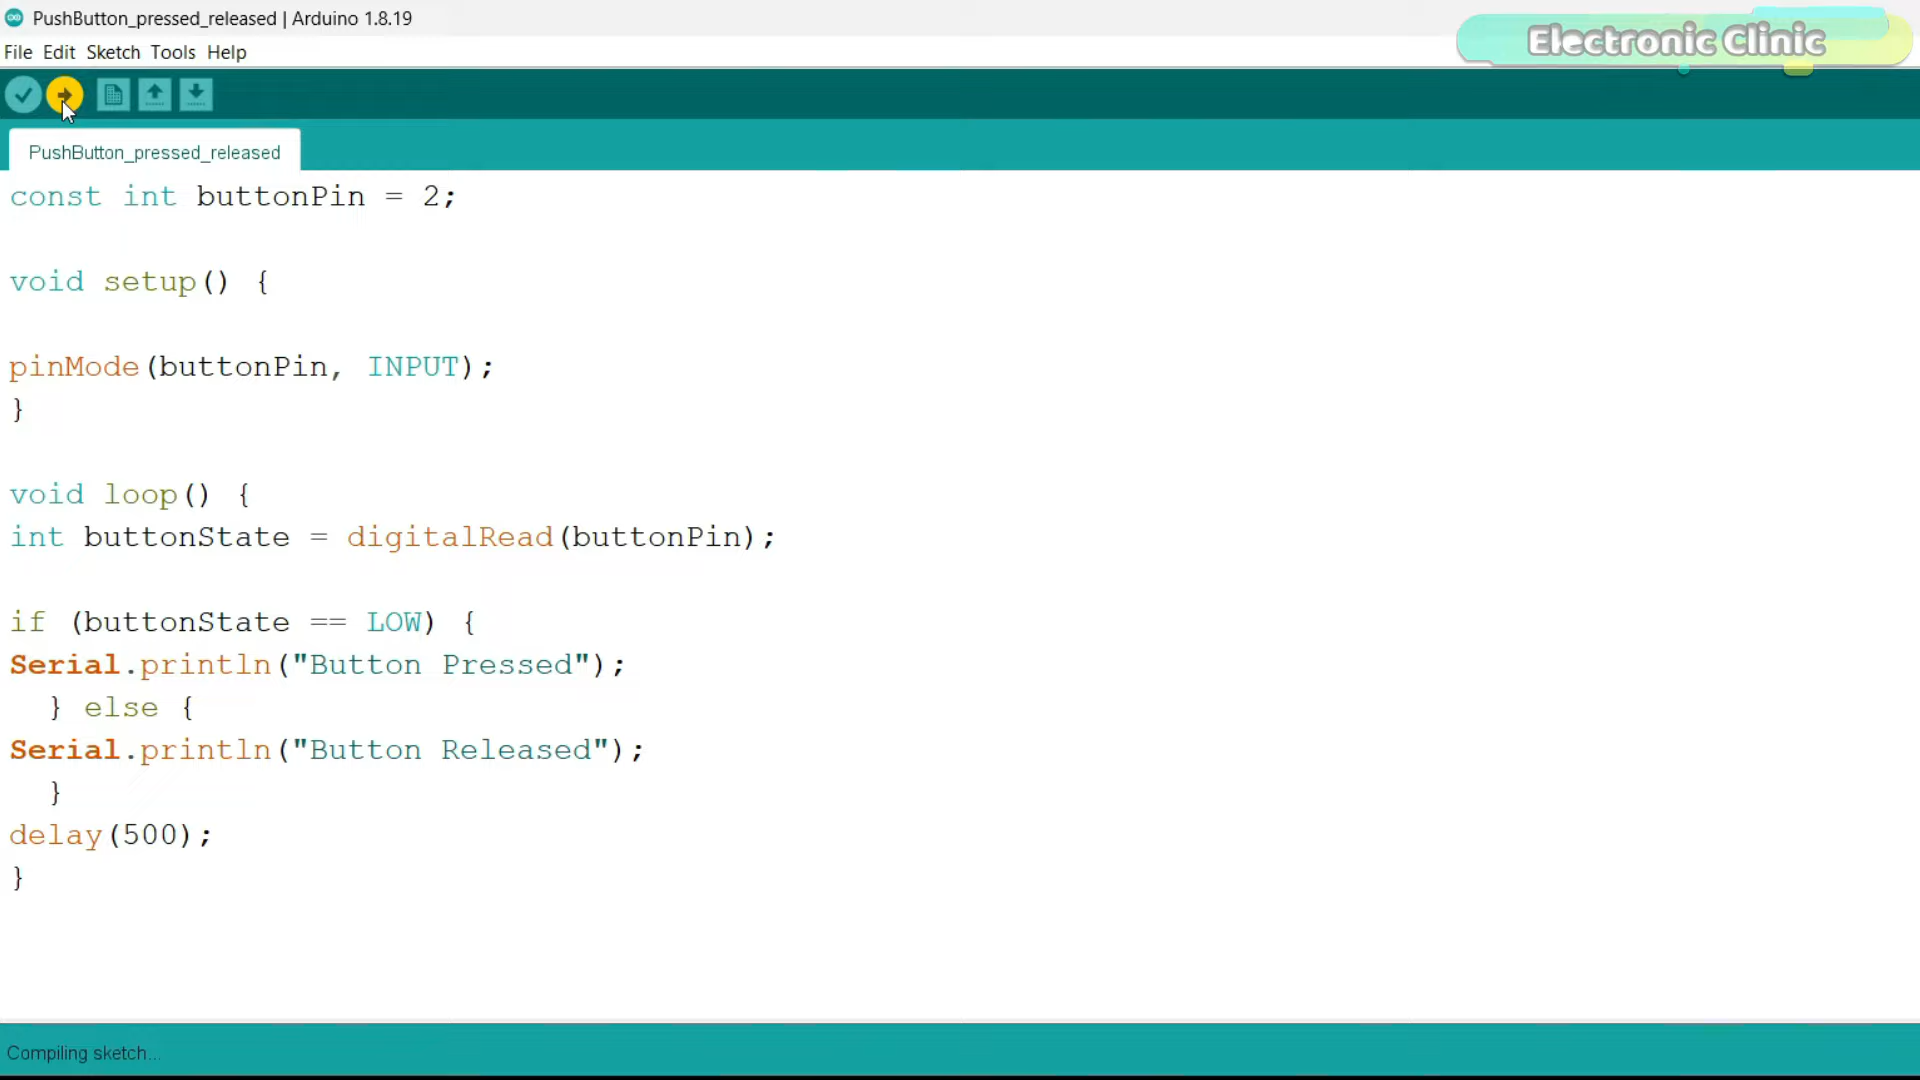 PushButton_pressed_released | Arduino 1.8.19
Electronic Clinic
File Edit Sketch Tools Help
PushButton_pressed_released
const int buttonPin = 2;
void setup() {
pinMode(buttonPin, INPUT);
}
void loop() {
int buttonState = digitalRead(buttonPin);
if (buttonState == LOW) {
Serial.println("Button Pressed");
} else {
Serial.println("Button Released");
}
delay(500);
}
Compiling sketch...